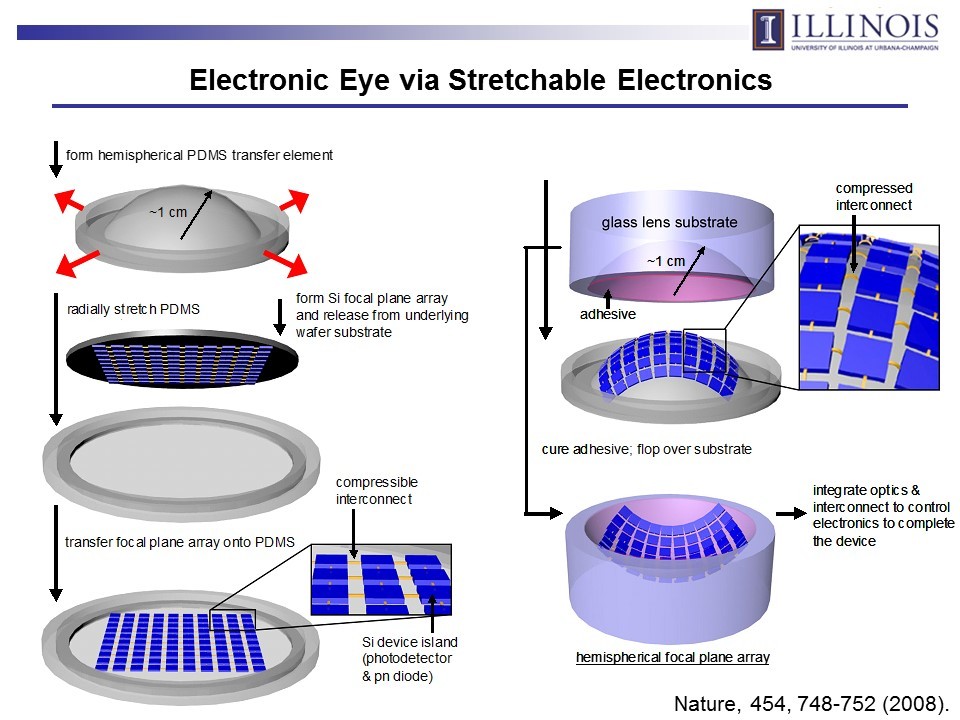 ILLINOIS
UNIVERSITY OF ILLINOIS AT URBANA-CHAMPAIGN
Electronic Eye via Stretchable Electronics
form hemispherical PDMS transfer element
~1 cm
radially stretch PDMS
form Si focal plane array
and release from underlying
wafer substrate
transfer focal plane array onto PDMS
compressible
interconnect
Si device island
(photodetector
& pn diode)
glass lens substrate
~1 cm
adhesive
compressed
interconnect
cure adhesive; flop over substrate
integrate optics &
interconnect to control
electronics to complete
the device
hemispherical focal plane array
Nature, 454, 748-752 (2008).